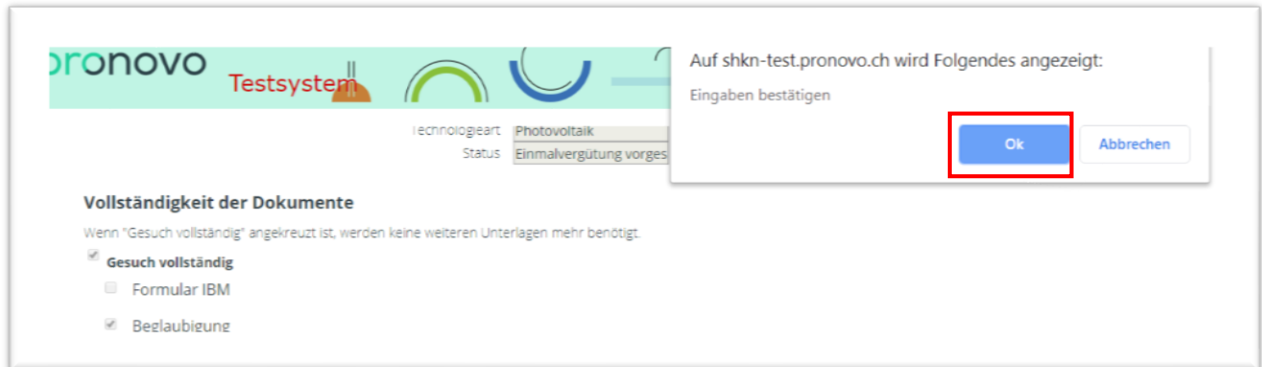 pronovo
Testsystem
Auf shkn-test.pronovo.ch wird Folgendes angezeigt:
Eingaben bestätigen
Ok Abbrechen
Technologieart Photovoltaik
Status Einmalvergütung vorges
Vollständigkeit der Dokumente
Wenn "Gesuch vollständig" angekreuzt ist, werden keine weiteren Unterlagen mehr benötigt.
Gesuch vollständig
Formular IBM
Beglaubigung